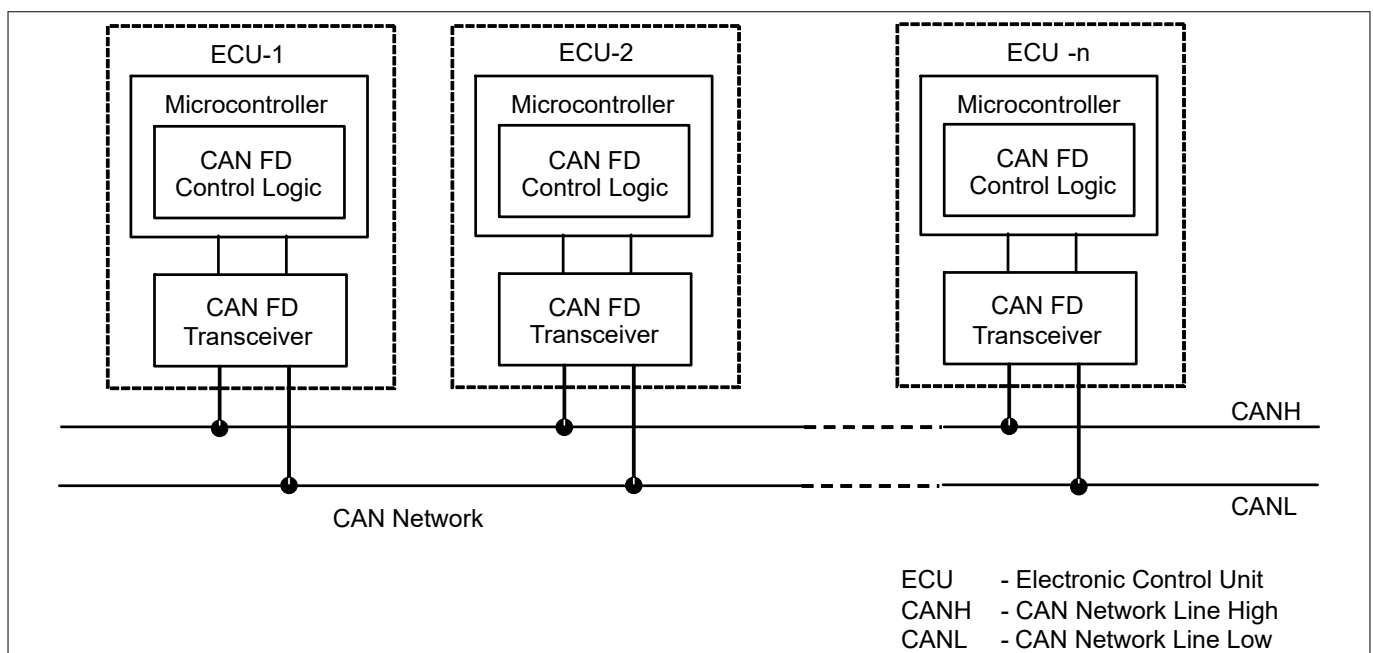 ECU-1
Microcontroller
CAN FD
Control Logic
CAN FD
Transceiver
ECU-2
Microcontroller
CAN FD
Control Logic
CAN FD
Transceiver
ECU -n
Microcontroller
CAN FD
Control Logic
CAN FD
Transceiver
CANH
CANL
CAN Network
ECU - Electronic Control Unit
CANH - CAN Network Line High
CANL - CAN Network Line Low